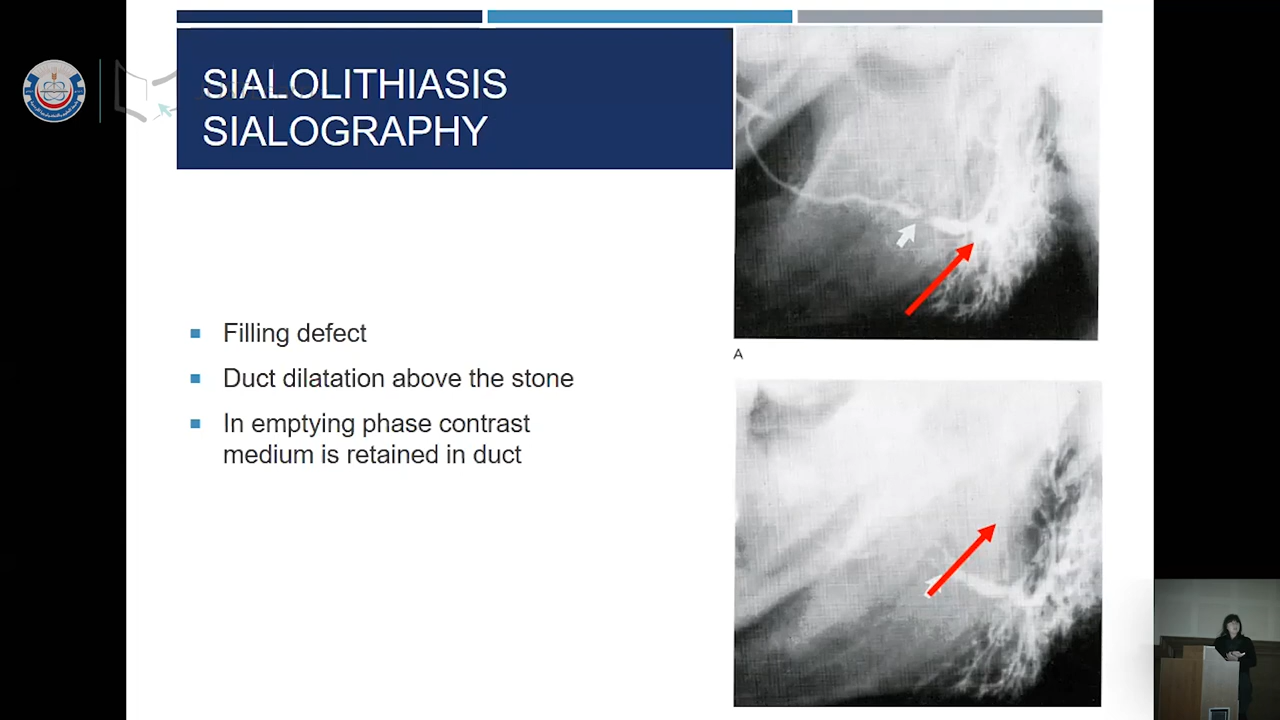 SIALOLITHIASIS
SIALOGRAPHY
Filling defect
Duct dilatation above the stone
In emptying phase contrast
medium is retained in duct
A